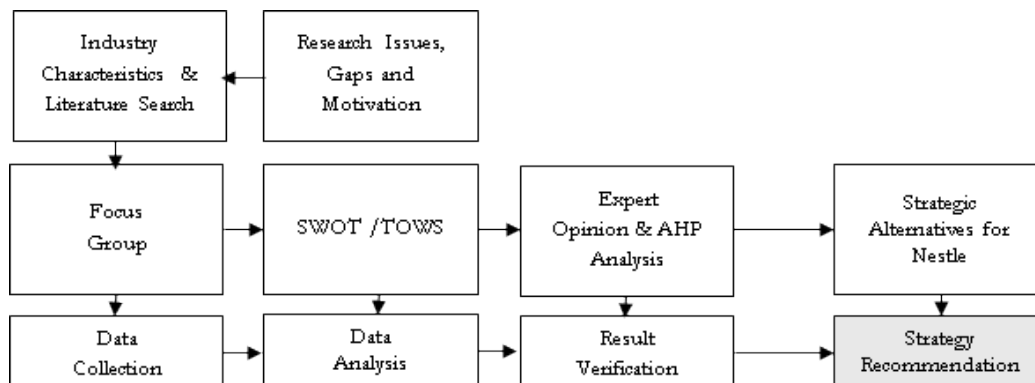 Industry
Characteristics &
Literature Search
Research Issues,
Gaps and
Motivation
Focus
Group
SWOT /TOWS
Expert
Opinion & AHP
Analysis
Strategic
Alternatives for
Nestle
Data
Collection
Data
Analysis
Result
Verification
Strategy
Recommendation